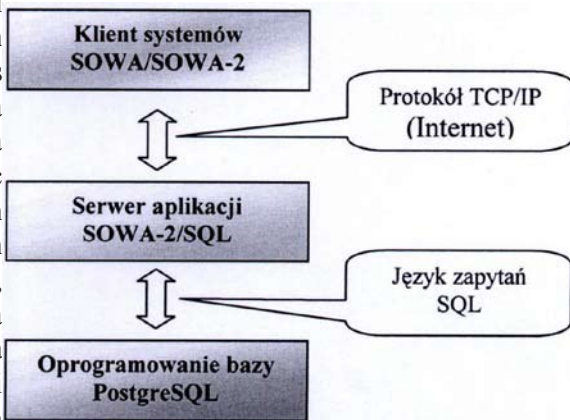 Klient systemów
SOWA/SOWA-2
Protokół TCP/IP
(Internet)
Serwer aplikacji
SOWA-2/SQL
Język zapytań
SQL
Oprogramowanie bazy
PostgreSQL